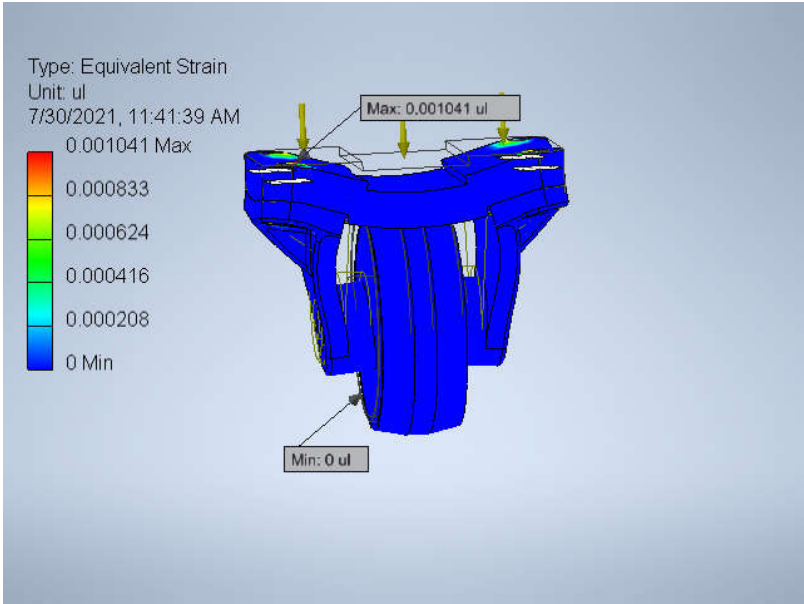 Type: Equivalent Strain
Unit: ul
7/30/2021, 11:41:39 AM
0.001041 Max
0.000833
0.000624
0.000416
0.000208
0 Min
Max: 0.001041 ul
Min: 0 ul